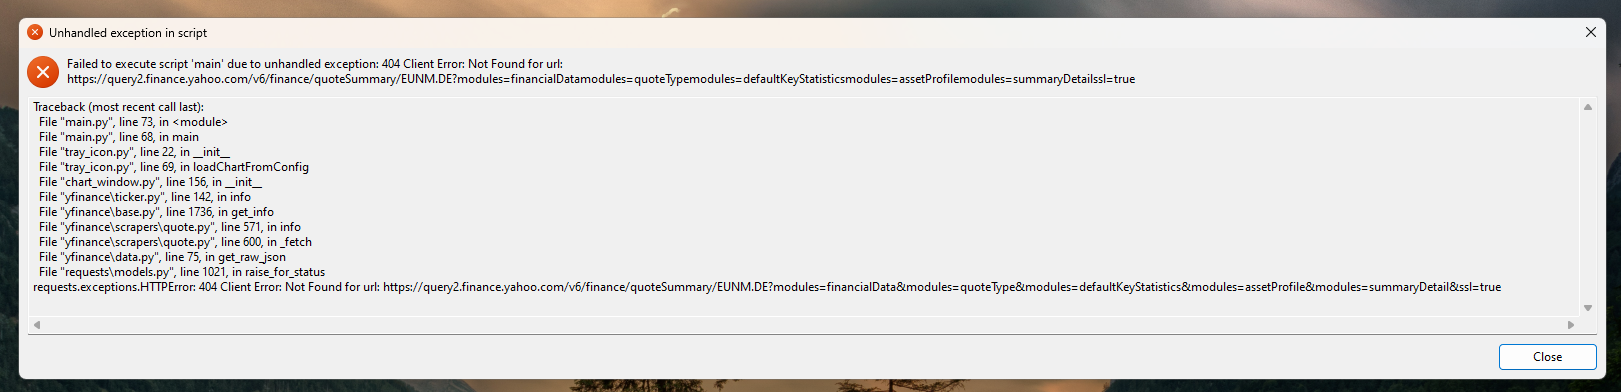 Unhandled exception in script
Failed to execute script 'main' due to unhandled exception: 404 Client Error: Not Found for url:
https://query2.finance.yahoo.com/v6/finance/quoteSummary/EUNM.DE?modules=financialDatamodules=quoteTypemodules=defaultKeyStatisticsmodules=assetProfilemodules=summaryDetailssl=true
Traceback (most recent call last):
  File "main.py", line 73, in <module>
  File "main.py", line 68, in main
  File "tray_icon.py", line 22, in __init__
  File "tray_icon.py", line 69, in loadChartFromConfig
  File "chart_window.py", line 156, in __init__
  File "yfinance\ticker.py", line 142, in info
  File "yfinance\base.py", line 1736, in get_info
  File "yfinance\scrapers\quote.py", line 571, in info
  File "yfinance\scrapers\quote.py", line 600, in _fetch
  File "yfinance\data.py", line 75, in get_raw_json
  File "requests\models.py", line 1021, in raise_for_status
requests.exceptions.HTTPError: 404 Client Error: Not Found for url: https://query2.finance.yahoo.com/v6/finance/quoteSummary/EUNM.DE?modules=financialData&modules=quoteType&modules=defaultKeyStatistics&modules=assetProfile&modules=summaryDetail&ssl=true
Close